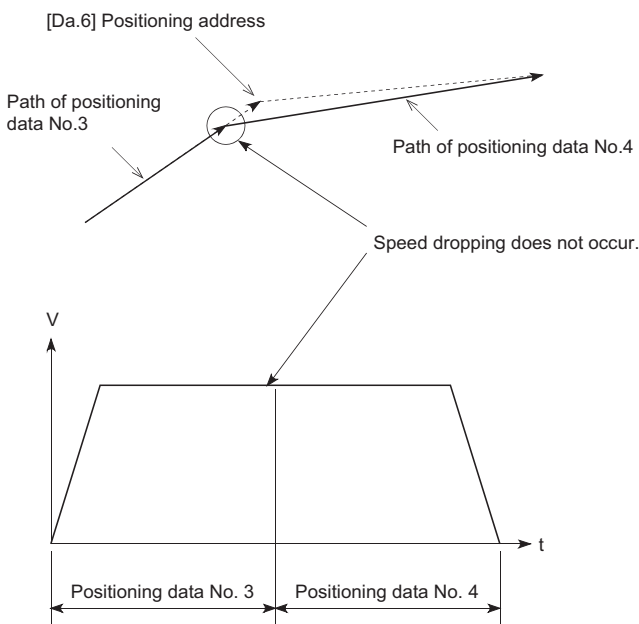 [Da.6] Positioning address
Path of positioning
data No.3
Path of positioning data No.4
Speed dropping does not occur.
V
t
Positioning data No. 3
Positioning data No. 4